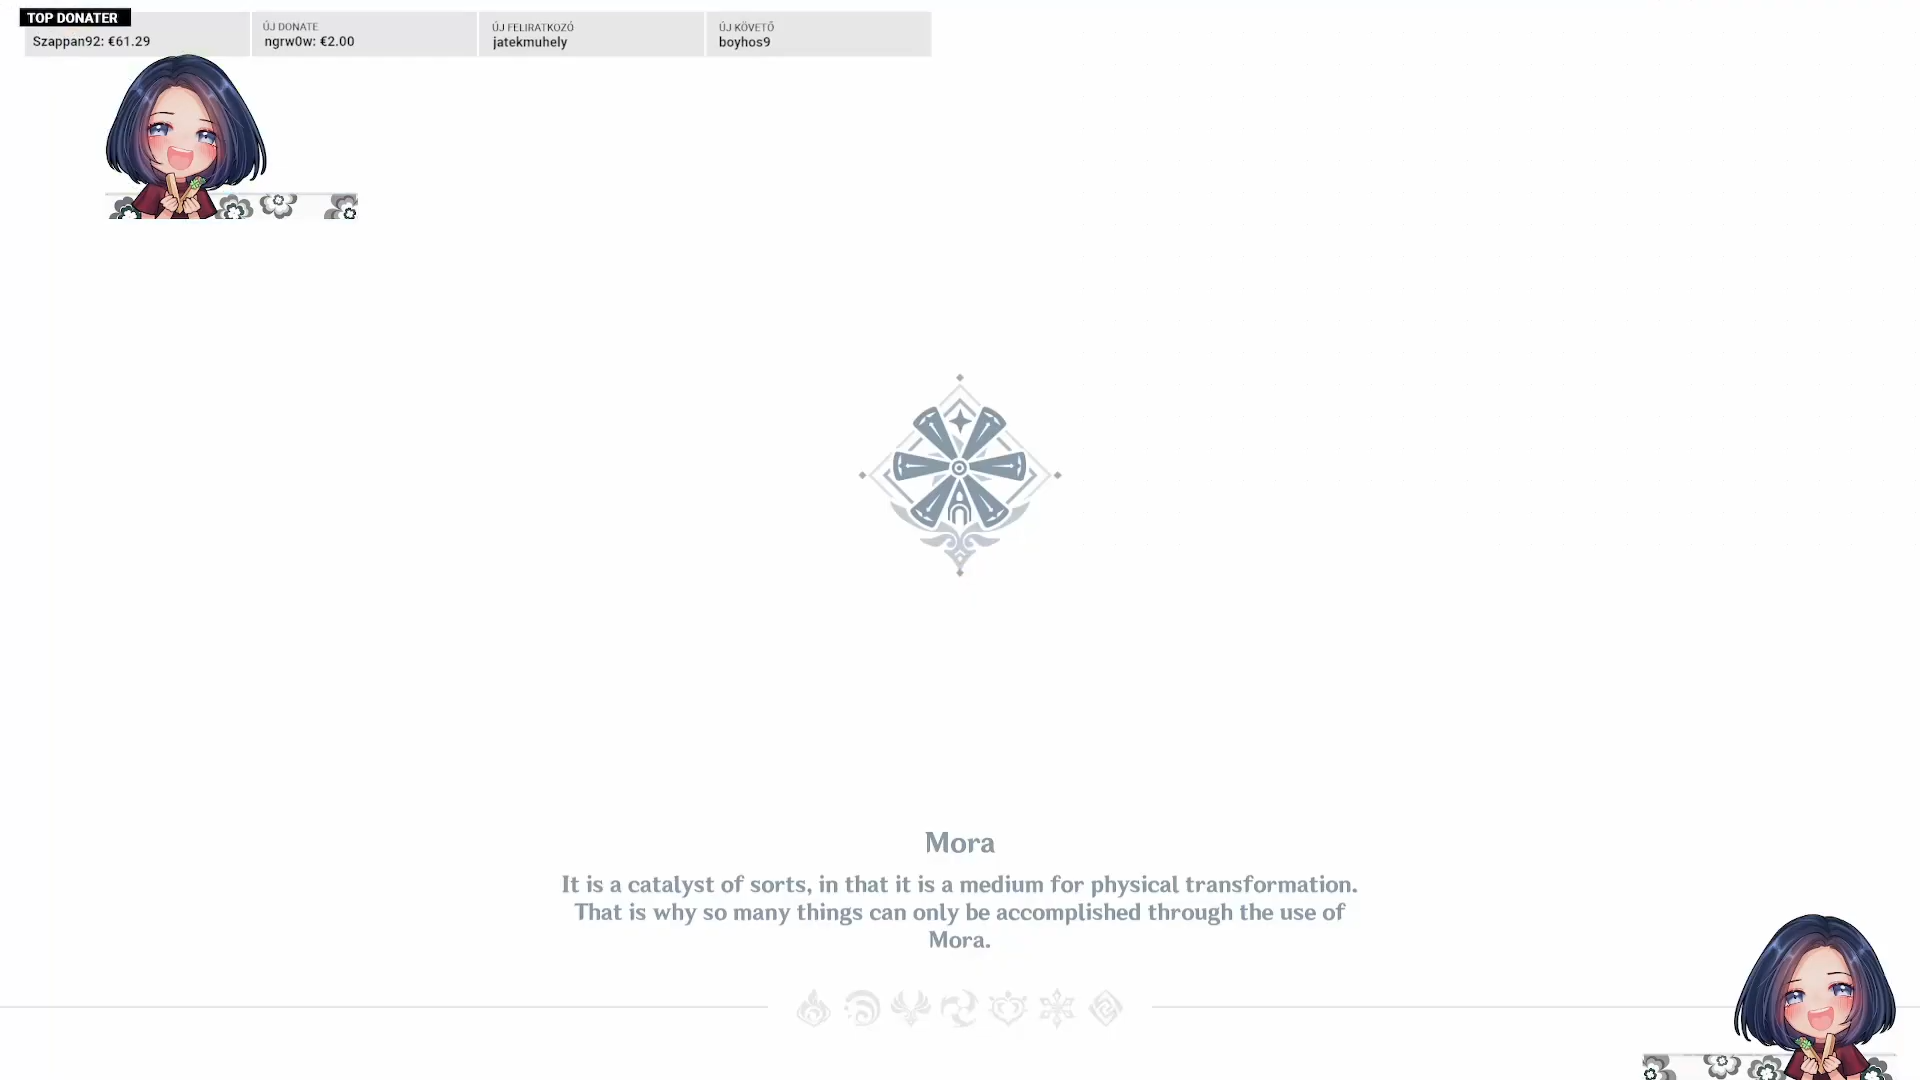 TOP DONATER
Szappan92: €61.29
ÚJ DONATE
ngrw0w: €2.00
ÚJ FELIRATKOZÓ
jatekmuhely
ÚJ KÖVETŐ
boyhos9
Mora
It is a catalyst of sorts, in that it is a medium for physical transformation.
That is why so many things can only be accomplished through the use of
Mora.